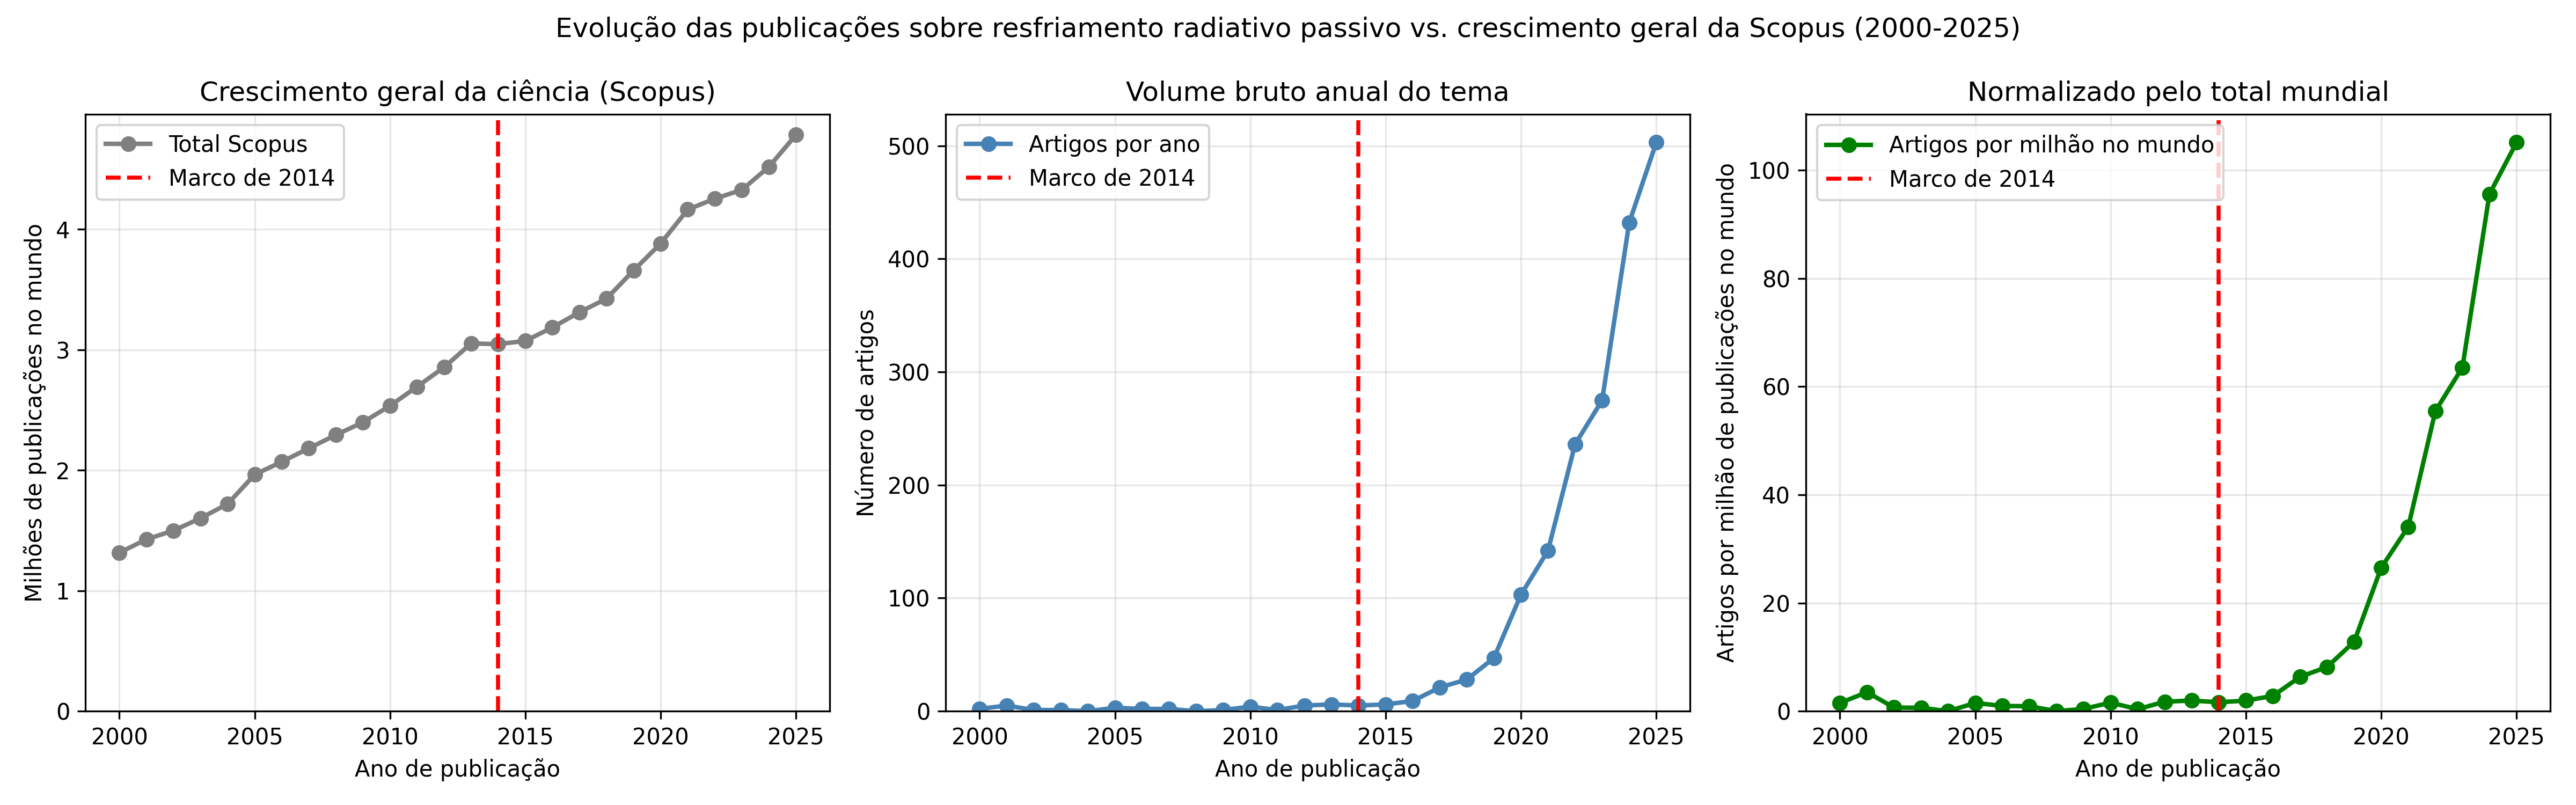 Evolução das publicações sobre resfriamento radiativo passivo vs. crescimento geral da Scopus (2000-2025)
Crescimento geral da ciência (Scopus)
Total Scopus
Marco de 2014
Milhões de publicações no mundo
4
3
2
1
0
2000 2005 2010 2015 2020 2025
Ano de publicação
Volume bruto anual do tema
Artigos por ano
Marco de 2014
Número de artigos
500
400
300
200
100
0
2000 2005 2010 2015 2020 2025
Ano de publicação
Normalizado pelo total mundial
Artigos por milhão no mundo
Marco de 2014
Artigos por milhão de publicações no mundo
100
80
60
40
20
0
2000 2005 2010 2015 2020 2025
Ano de publicação